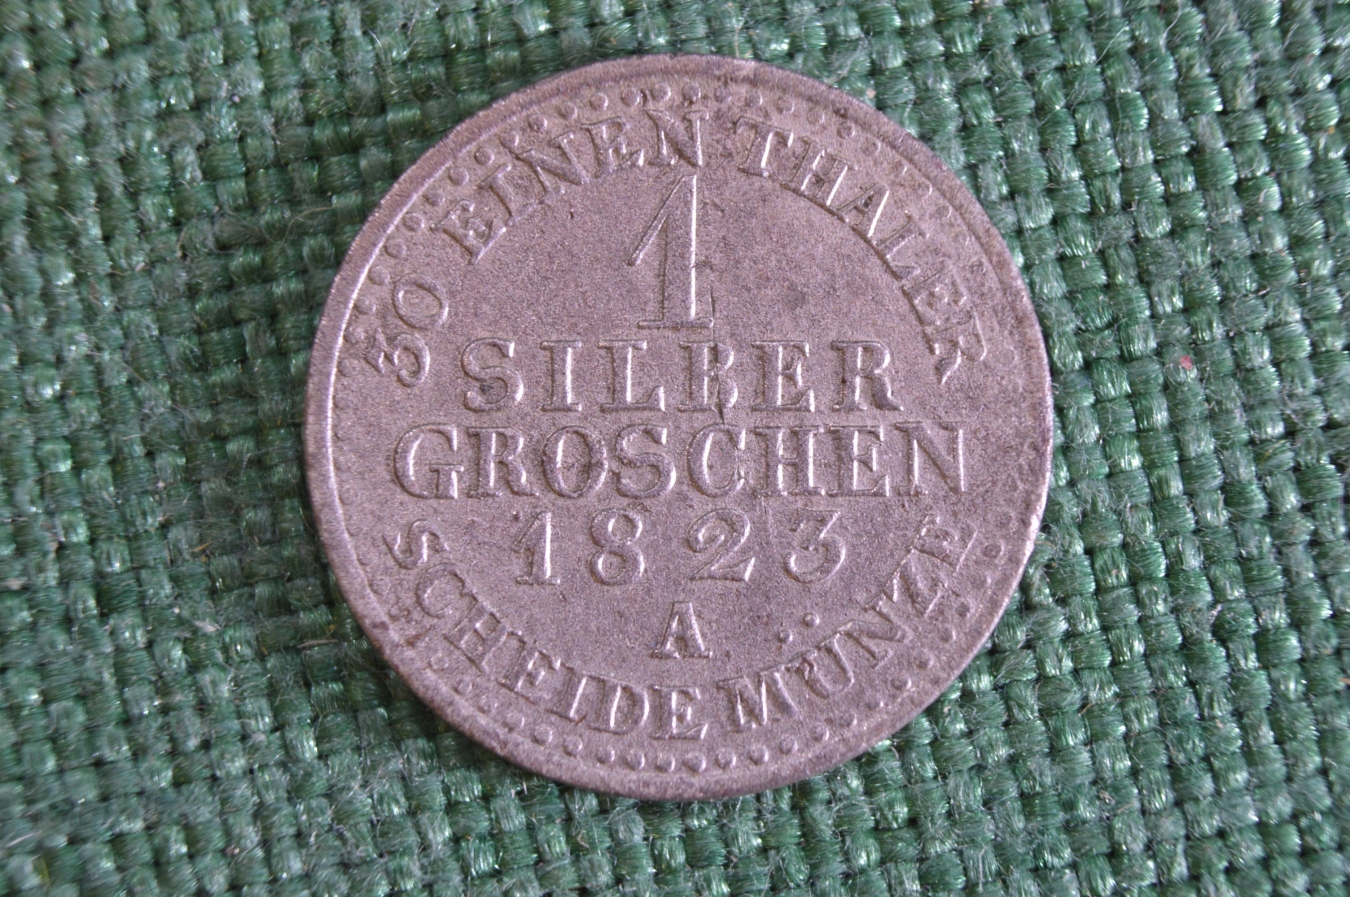 30 EINEN THALER
1
SILBER
GROSCHEN
1823
A
SCHEIDEMÜNZE